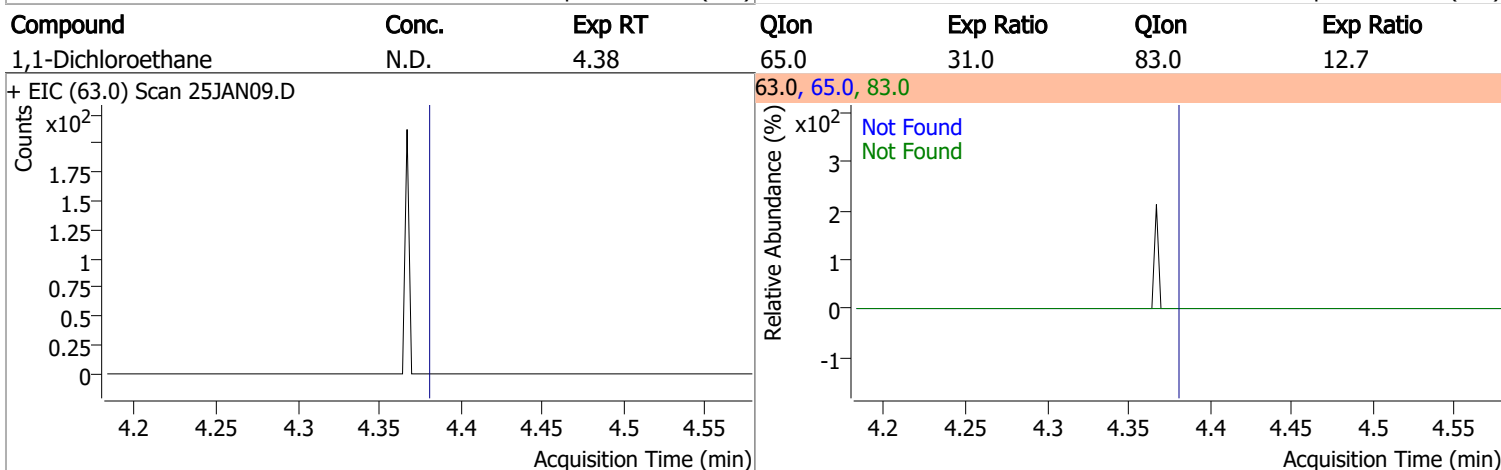 Compound Conc. Exp RT QIon Exp Ratio QIon Exp Ratio
1,1-Dichloroethane N.D. 4.38 65.0 31.0 83.0 12.7
+ EIC (63.0) Scan 25JAN09.D
Counts
x10²
1.75
1.5
1.25
1
0.75
0.5
0.25
0
4.2 4.25 4.3 4.35 4.4 4.45 4.5 4.55
Acquisition Time (min)
63.0, 65.0, 83.0
Relative Abundance (%)
x10²
Not Found
Not Found
3
2
1
0
-1
4.2 4.25 4.3 4.35 4.4 4.45 4.5 4.55
Acquisition Time (min)